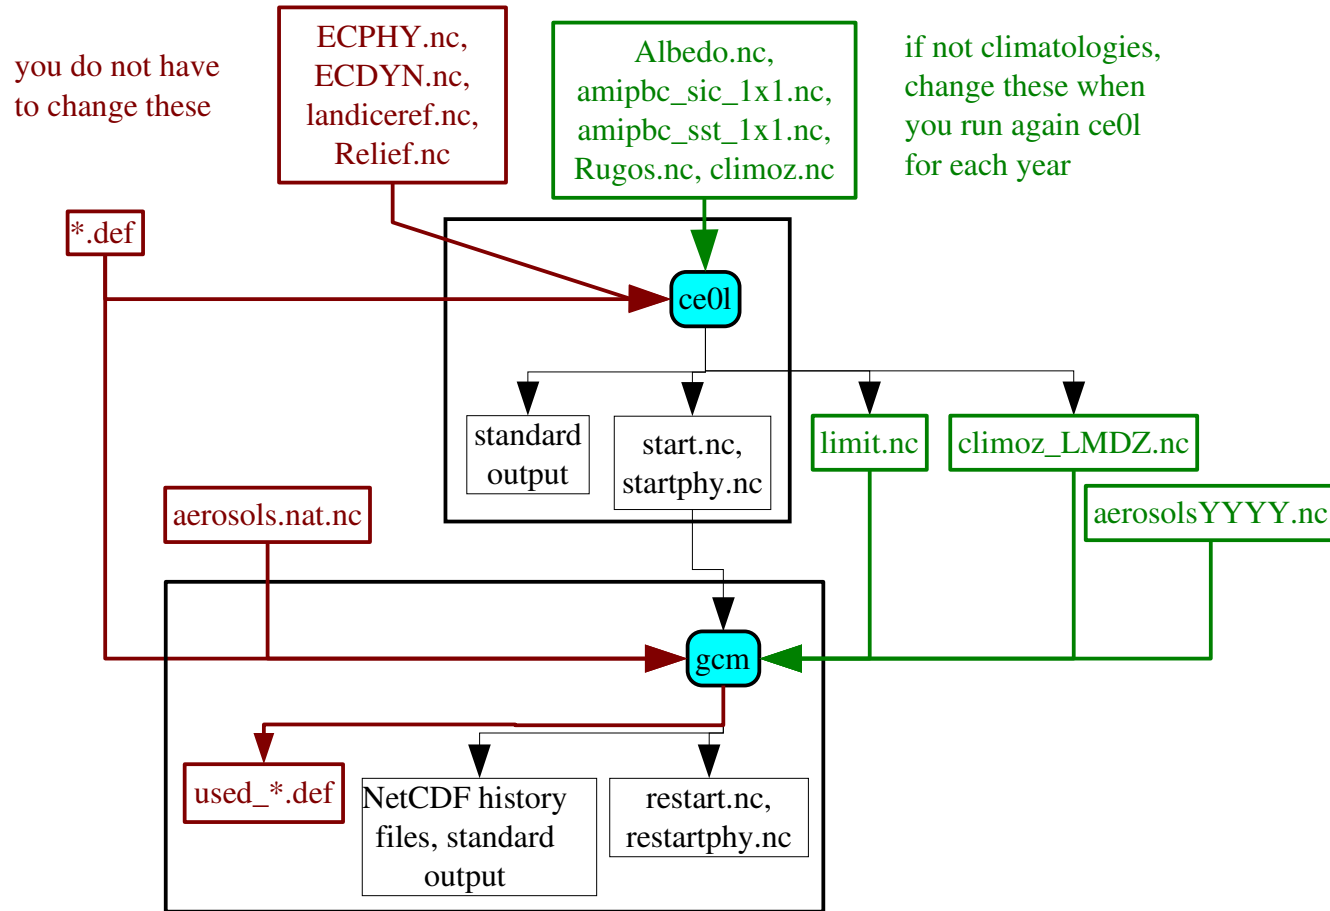 you do not have
to change these
ECPHY.nc,
ECDYN.nc,
landiceref.nc,
Relief.nc
Albedo.nc,
amipbc_sic_1x1.nc,
amipbc_sst_1x1.nc,
Rugos.nc, climoz.nc
if not climatologies,
change these when
you run again ce0l
for each year
*.def
ce0l
standard
output
start.nc,
startphy.nc
limit.nc
climoz_LMDZ.nc
aerosols.nat.nc
aerosolsYYYY.nc
gcm
used_*.def
NetCDF history
files, standard
output
restart.nc,
restartphy.nc